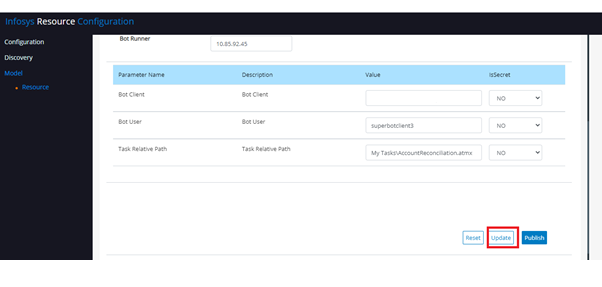 Infosys Resource Configuration
Configuration
Discovery
Model
Resource
Bot Runner
10.85.92.45
Parameter Name Description Value IsSecret
Bot Client Bot Client NO
Bot User Bot User superbotclient3 NO
Task Relative Path Task Relative Path My Tasks\AccountReconciliation.atmx NO
Reset Update Publish